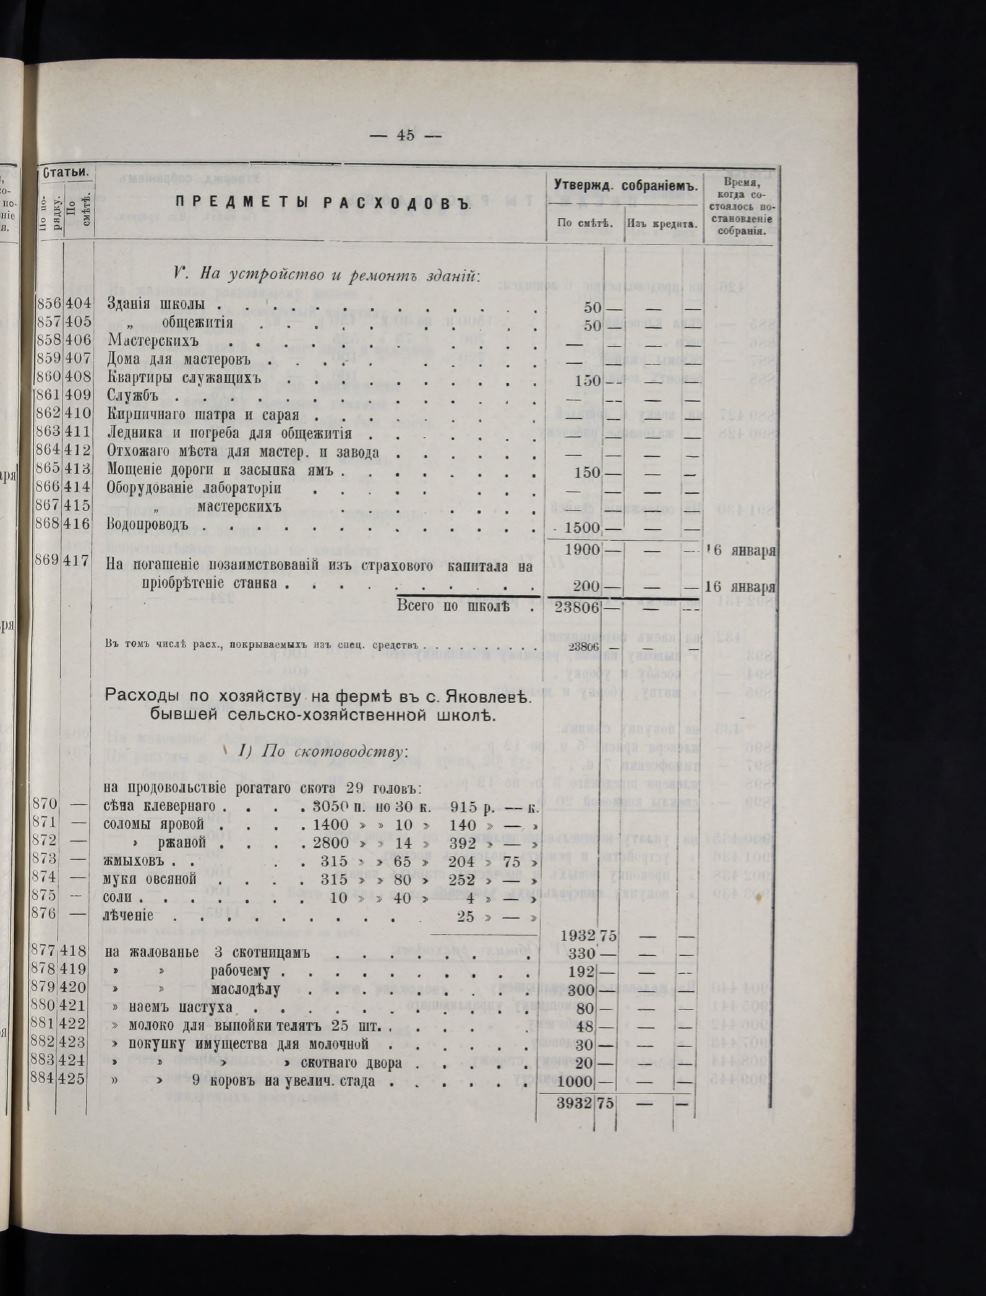 — 45 —
Статьи.
По по-рядку.
По смѣтѣ.
ПРЕДМЕТЫ РАСХОДОВЪ.
Утвержд. собраніемъ.
По смѣтѣ. Изъ кредита.
Время, когда со-стоялось по-становленіе собранія.
V. На устройство и ремонтъ зданій:
856 404 Зданія школы . . . . . . . . . . . . 50 — — —
857 405 „ общежитія . . . . . . . . . 50 — — —
858 406 Мастерскихъ . . . . . . . . . . — — — —
859 407 Дома для мастеровъ . . . . . . . . . — — — —
860 408 Квартиры служащихъ . . . . . . . . . . 150 — — —
861 409 Службъ . . . . . . . . . . . . . — — — —
862 410 Кирпичнаго шатра и сарая . . . . . . . . — — — —
863 411 Ледника и погреба для общежитія . . . . . . — — — —
864 412 Отхожаго мѣста для мастер. и завода . . . . . . — — — —
865 413 Мощеніе дороги и засыпка ямъ . . . . . . . 150 — — —
866 414 Оборудованіе лабораторіи . . . . . . . . — — — —
867 415 „ мастерскихъ . . . . . . . — — — —
868 416 Водопроводъ . . . . . . . . . . . . . 1500 — — —
1900 — — — 16 января
869 417 На погашеніе позаимствованій изъ страхового капитала на
пріобрѣтеніе станка . . . . . . . . . . 200 — — — 16 января
Всего по школѣ . 23806 — — —
Въ томъ числѣ расх., покрываемыхъ изъ спец. средствъ . . . . . . . . . . 23806 — — —
Расходы по хозяйству на фермѣ въ с. Яковлевѣ.
бывшей сельско-хозяйственной школѣ.
I) По скотоводству:
на продовольствіе рогатаго скота 29 головъ:
870 — сѣна клевернаго . . . . 3050 п. по 30 к. 915 р. — к.
871 — соломы яровой . . . . 1400 » » 10 » 140 » — »
872 — » ржаной . . . . 2800 » » 14 » 392 » — »
873 — жмыховъ . . . . 315 » » 65 » 204 » 75 »
874 — муки овсяной . . . . 315 » » 80 » 252 » — »
875 — соли . . . . . . . 10 » » 40 » 4 » — »
876 — лѣченіе . . . . . . . . . 25 » — »
1932 75 — —
877 418 на жалованье 3 скотницамъ . . . . . . . 330 — — —
878 419 » » рабочему . . . . . . . . . . 192 — — —
879 420 » » маслодѣлу . . . . . . . . . 300 — — —
880 421 » наемъ пастуха . . . . . . . . . . . 80 — — —
881 422 » молоко для выпойки телятъ 25 шт. . . . . . 48 — — —
882 423 » покупку имущества для молочной . . . . . . 30 — — —
883 424 » » » » скотнаго двора . . . . . 20 — — —
884 425 » » 9 коровъ на увелич. стада . . . . . . 1000 — — —
3932 75 — —